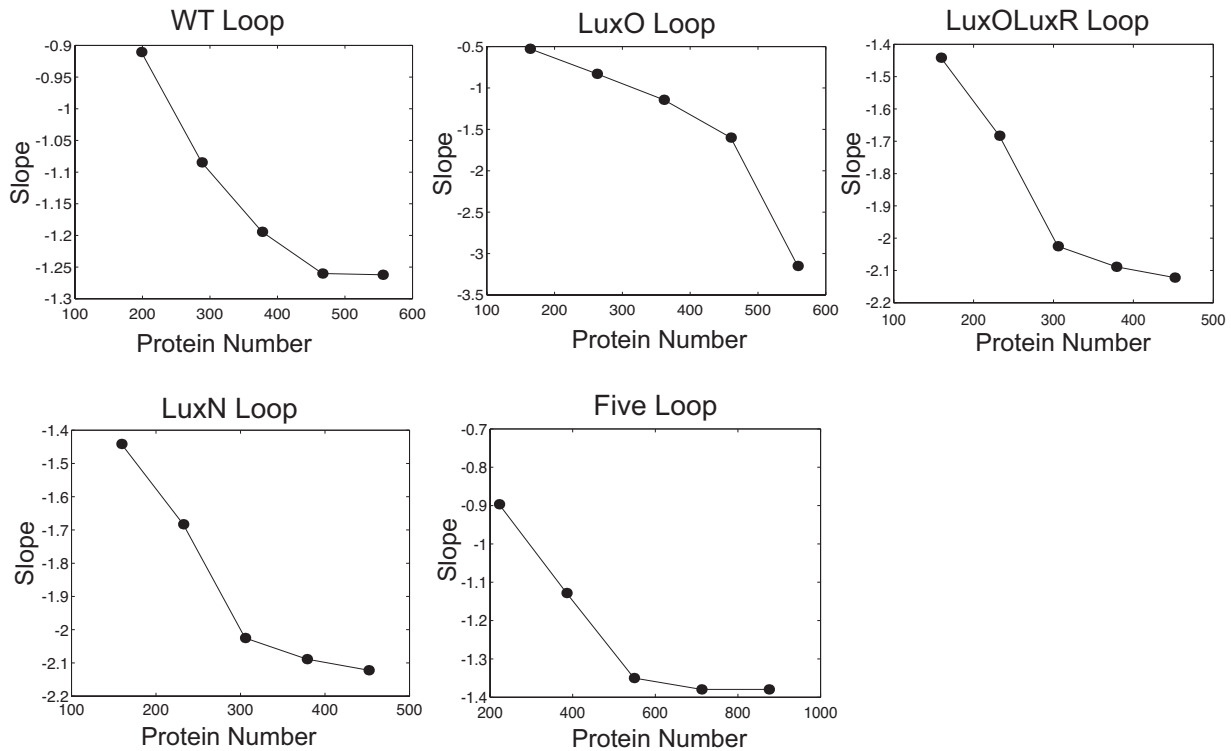 WT Loop
-0.9
-0.95
-1
-1.05
-1.1
-1.15
-1.2
-1.25
-1.3
Slope
100 200 300 400 500 600
Protein Number
LuxO Loop
-0.5
-1
-1.5
-2
-2.5
-3
-3.5
Slope
100 200 300 400 500 600
Protein Number
LuxOLuxR Loop
-1.4
-1.5
-1.6
-1.7
-1.8
-1.9
-2
-2.1
-2.2
Slope
100 200 300 400 500
Protein Number
LuxN Loop
-1.4
-1.5
-1.6
-1.7
-1.8
-1.9
-2
-2.1
-2.2
Slope
100 200 300 400 500
Protein Number
Five Loop
-0.7
-0.8
-0.9
-1
-1.1
-1.2
-1.3
-1.4
Slope
200 400 600 800 1000
Protein Number